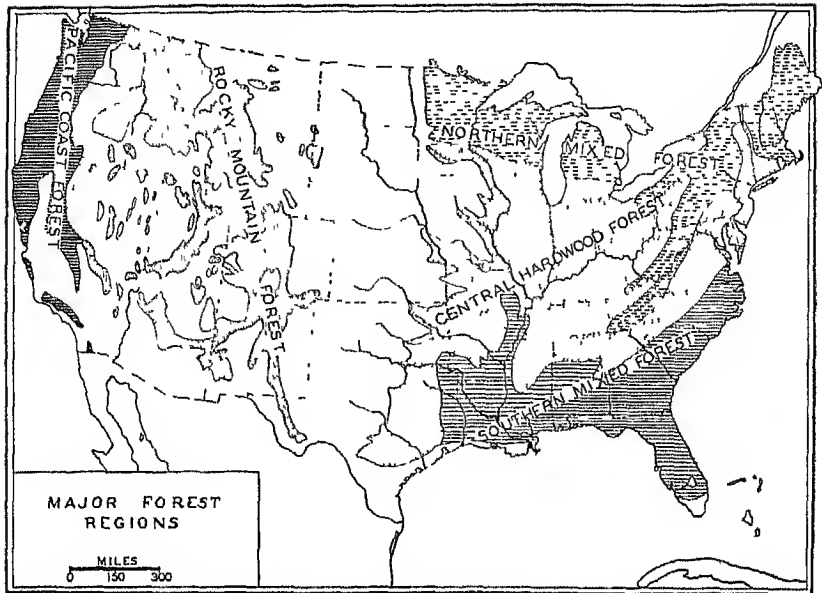 PACIFIC COAST FOREST
ROCKY MOUNTAIN FOREST
NORTHERN MIXED FOREST
CENTRAL HARDWOOD FOREST
SOUTHERN MIXIED FOREST
MAJOR FOREST
REGIONS
MILES
0 150 300